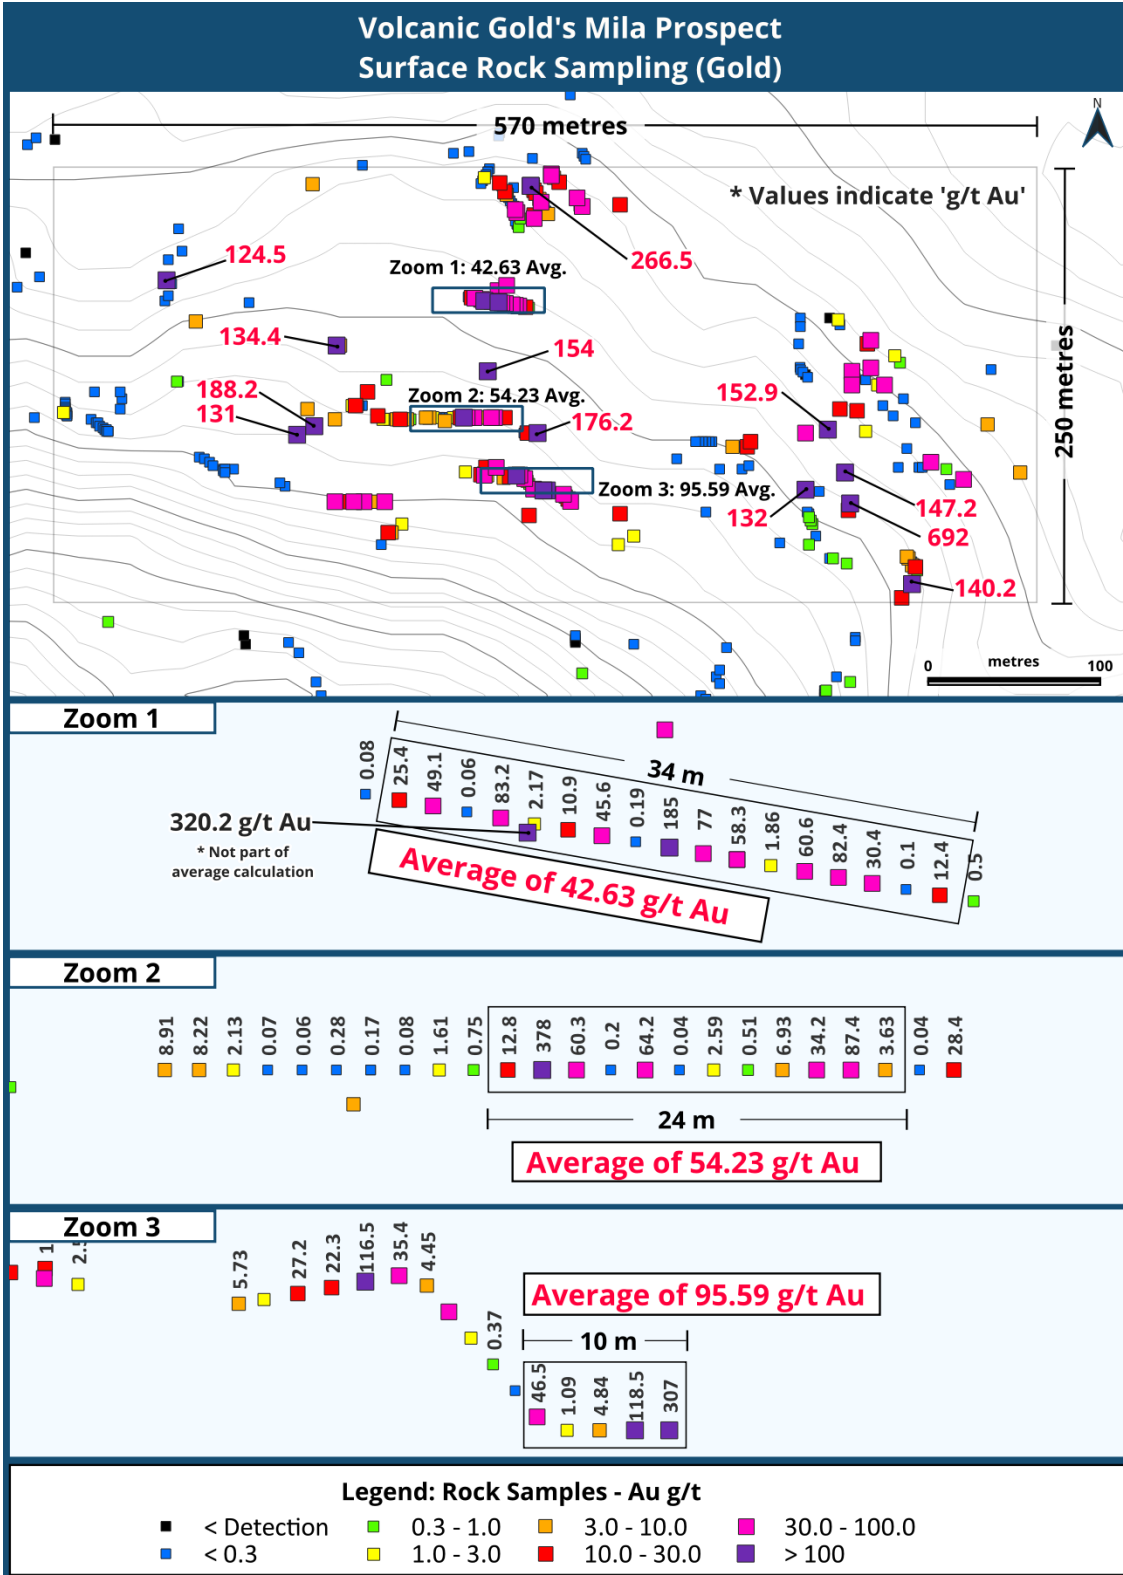 Volcanic Gold's Mila Prospect
Surface Rock Sampling (Gold)
570 metres
N
* Values indicate 'g/t Au'
124.5
266.5
Zoom 1: 42.63 Avg.
134.4
154
250 metres
188.2
Zoom 2: 54.23 Avg.
152.9
131
176.2
Zoom 3: 95.59 Avg.
132
147.2
692
140.2
0 metres 100
Zoom 1
34 m
0.08 25.4 49.1 0.06 83.2 2.17 10.9 45.6 0.19 185 77 58.3 1.86 60.6 82.4 30.4 0.1 12.4 0.5
320.2 g/t Au
* Not part of
average calculation
Average of 42.63 g/t Au
Zoom 2
8.91 8.22 2.13 0.07 0.06 0.28 0.17 0.08 1.61 0.75 12.8 378 60.3 0.2 64.2 0.04 2.59 0.51 6.93 34.2 87.4 3.63 0.04 28.4
24 m
Average of 54.23 g/t Au
Zoom 3
1 5.73 27.2 22.3 116.5 35.4 4.45
Average of 95.59 g/t Au
0.37
10 m
46.5 1.09 4.84 118.5 307
Legend: Rock Samples - Au g/t
< Detection 0.3 - 1.0 3.0 - 10.0 30.0 - 100.0
< 0.3 1.0 - 3.0 10.0 - 30.0 > 100